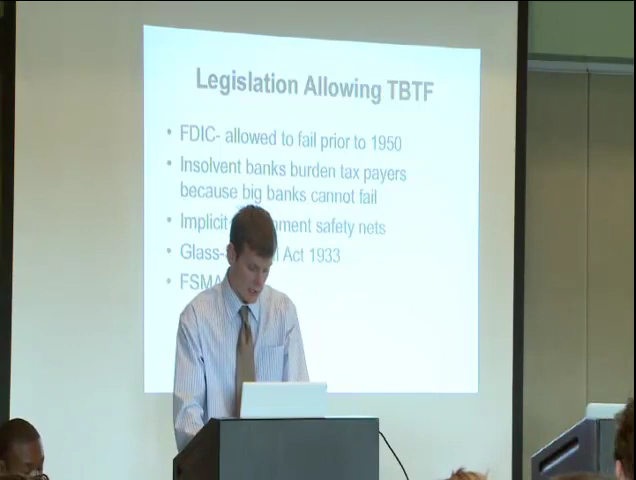 Legislation Allowing TBTF
• FDIC- allowed to fail prior to 1950
• Insolvent banks burden tax payers
because big banks cannot fail
• Implicit nment safety nets
• Glass- l Act 1933
• FSMA